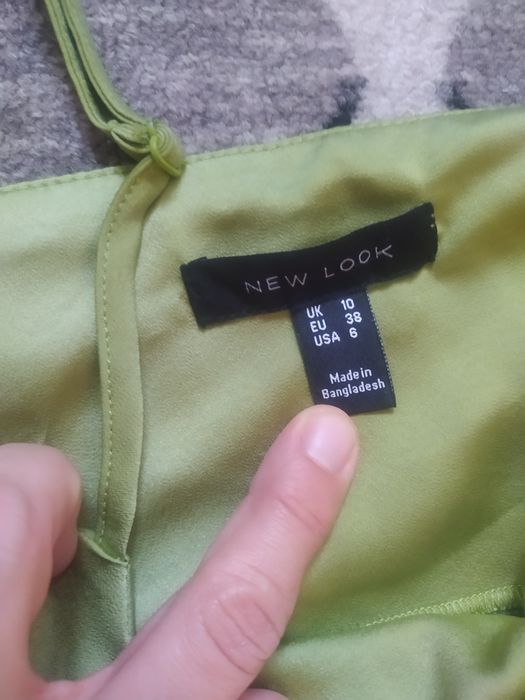 NEW LOOK
UK 10
EU 38
USA 6
Made in
Bangladesh